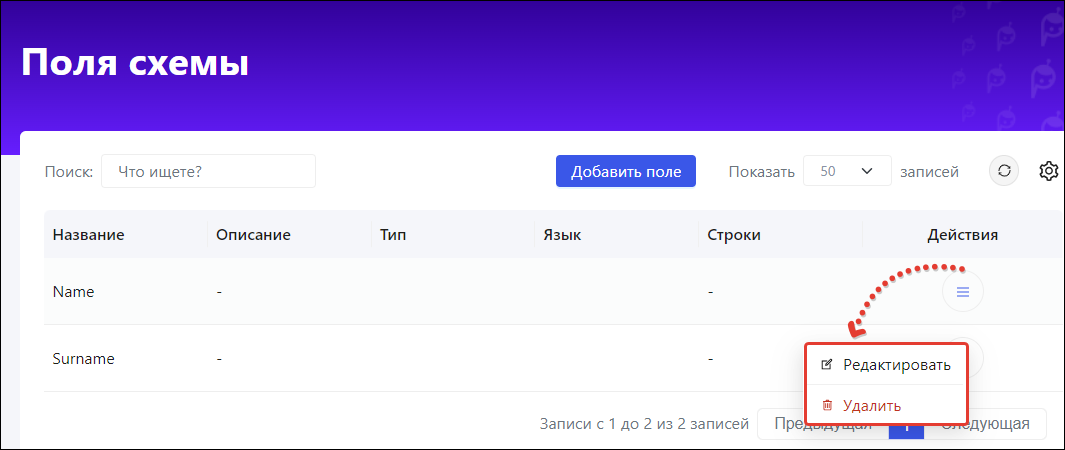 Поля схемы
Поиск: Что ищете? Добавить поле Показать 50 записей
Название Описание Тип Язык Строки Действия
Name - -
Surname - -
Редактировать
Удалить
Записи с 1 до 2 из 2 записей Предыдущая 1 Следующая